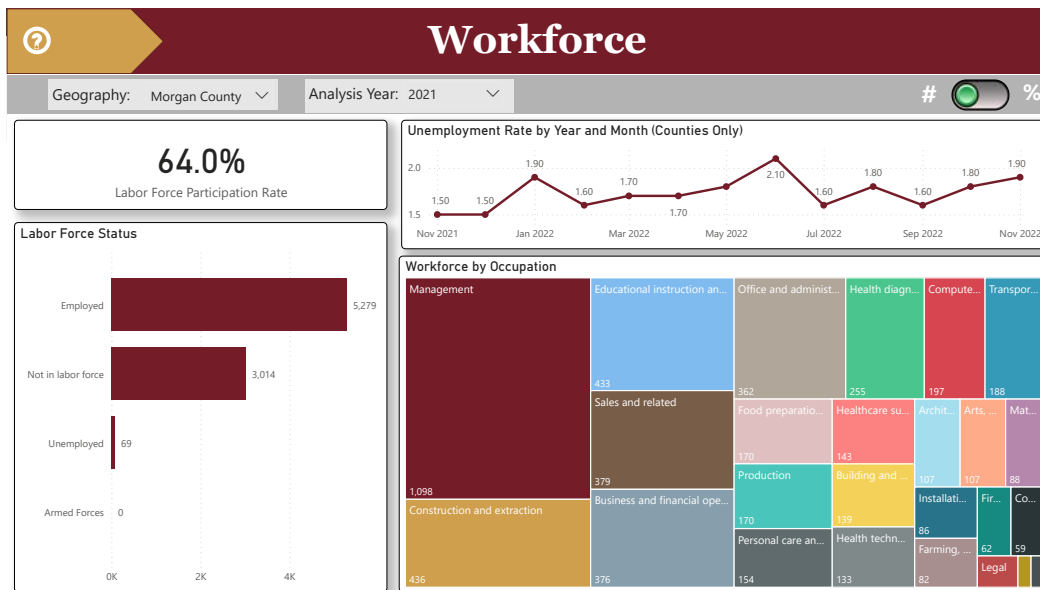 Workforce
Geography: Morgan County
Analysis Year: 2021
# %
64.0%
Labor Force Participation Rate
Unemployment Rate by Year and Month (Counties Only)
2.0
1.5
1.50
1.50
1.90
1.60
1.70
1.70
2.10
1.60
1.80
1.60
1.80
1.90
Nov 2021
Jan 2022
Mar 2022
May 2022
Jul 2022
Sep 2022
Nov 2022
Labor Force Status
Employed
5,279
Not in labor force
3,014
Unemployed
69
Armed Forces
0
0K
2K
4K
Workforce by Occupation
Management
1,098
Construction and extraction
436
Educational instruction an...
433
Sales and related
379
Business and financial ope...
376
Office and administ...
362
Health diagn...
255
Compute...
197
Transpor...
188
Food preparatio...
170
Production
170
Personal care an...
154
Healthcare su...
143
Building and ...
139
Health techn...
133
Archit...
107
Arts, ...
107
Mat...
88
Installati...
86
Farming, ...
82
Fir...
62
Co...
59
Legal